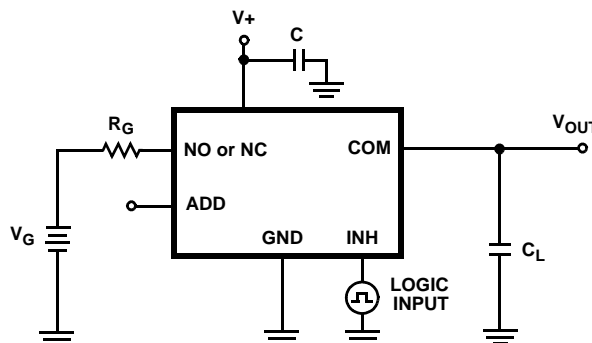 V+
C
RG
VOUT
NO or NC
COM
ADD
VG
GND
INH
CL
LOGIC
INPUT